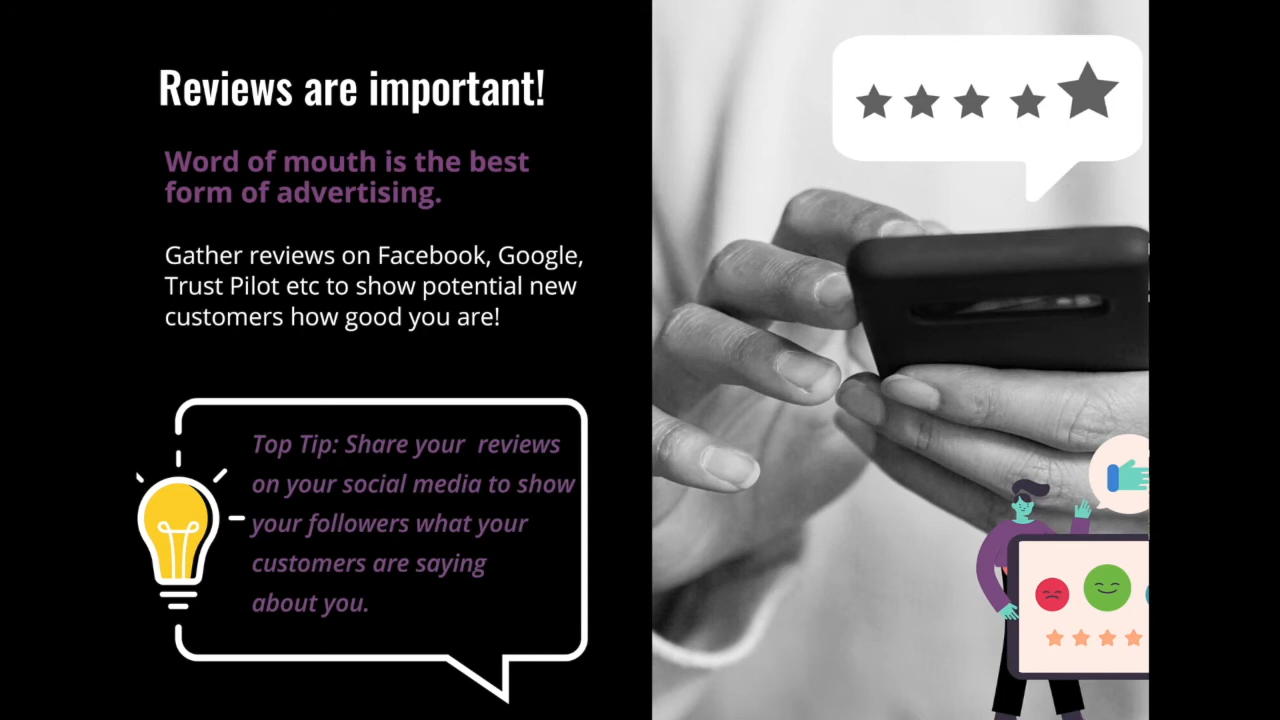 Reviews are important!
Word of mouth is the best
form of advertising.
Gather reviews on Facebook, Google,
Trust Pilot etc to show potential new
customers how good you are!
Top Tip: Share your  reviews
on your social media to show
your followers what your
customers are saying
about you.